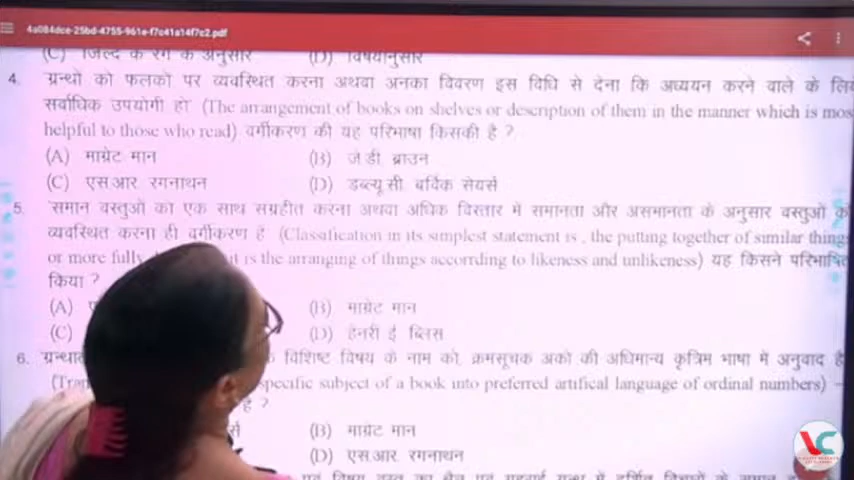 4a084dce-25bd-4755-961e-f7c41a14f7c2.pdf
(C) जिल्द के रंग के अनुसार (D) विषयानुसार
4. ग्रन्थों को फलकों पर व्यवस्थित करना अथवा अनका विवरण इस विधि से देना कि अध्ययन करने वाले के लिए
सर्वाधिक उपयोगी हो (The arrangement of books on shelves or description of them in the manner which is mos
helpful to those who read) वर्गीकरण की यह परिभाषा किसकी है ?
(A) माग्रेट मान (B) जे.डी ब्राउन
(C) एस.आर रगनाथन (D) डब्ल्यू.सी बर्विक सेयर्स
5. समान वस्तुओं का एक साथ संग्रहीत करना अथवा अधिक विस्तार में समानता और असमानता के अनुसार वस्तुओं को
व्यवस्थित करना ही वर्गीकरण है (Classification in its simplest statement is , the putting together of similar things
or more fully it is the arranging of things according to likeness and unlikeness) यह किसने परिभाषित
किया ?
(A) (B) माग्रेट मान
(C) (D) हेनरी ई ब्लिस
6. विशिष्ट विषय के नाम को, क्रमसूचक अंकों की अधिमान्य कृत्रिम भाषा में अनुवाद है
specific subject of a book into preferred artifical language of ordinal numbers) –
है ?
(B) माग्रेट मान
(D) एस.आर रगनाथन
VC